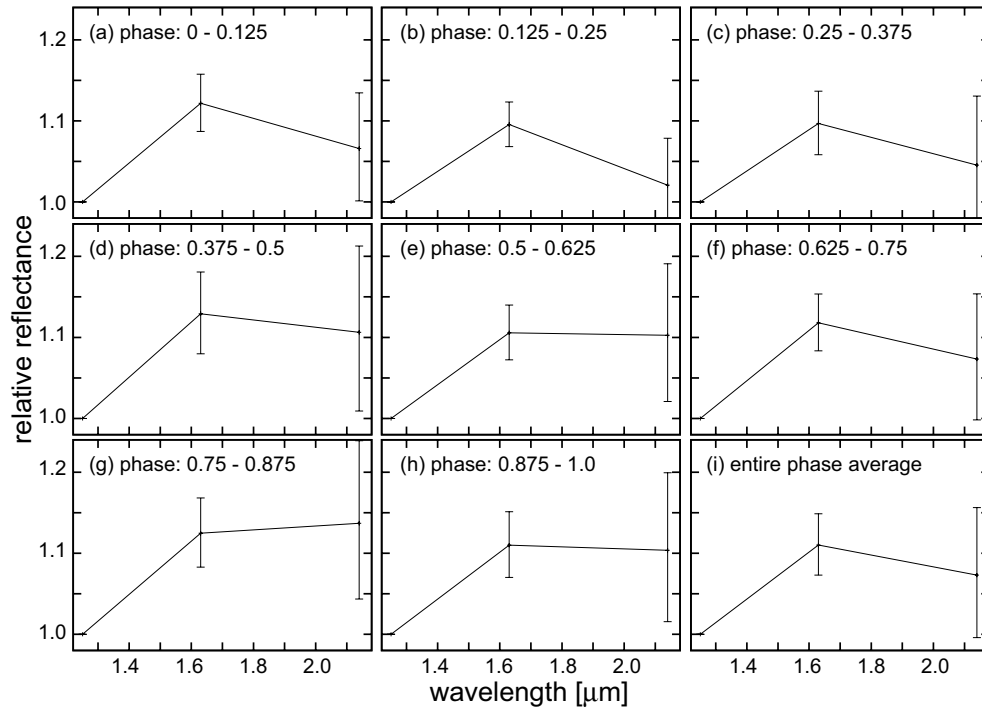 (a) phase: 0 - 0.125
(b) phase: 0.125 - 0.25
(c) phase: 0.25 - 0.375
1.2
1.1
1.0
(d) phase: 0.375 - 0.5
(e) phase: 0.5 - 0.625
(f) phase: 0.625 - 0.75
1.2
1.1
1.0
relative reflectance
(g) phase: 0.75 - 0.875
(h) phase: 0.875 - 1.0
(i) entire phase average
1.2
1.1
1.0
1.4 1.6 1.8 2.0
1.4 1.6 1.8 2.0
1.4 1.6 1.8 2.0
wavelength [μm]